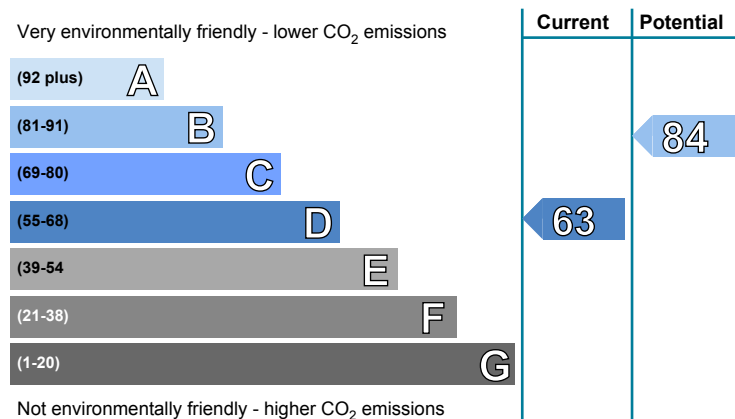 Very environmentally friendly - lower CO₂ emissions
Current
Potential
(92 plus) A
(81-91) B
84
(69-80) C
(55-68) D
63
(39-54 E
(21-38) F
(1-20) G
Not environmentally friendly - higher CO₂ emissions